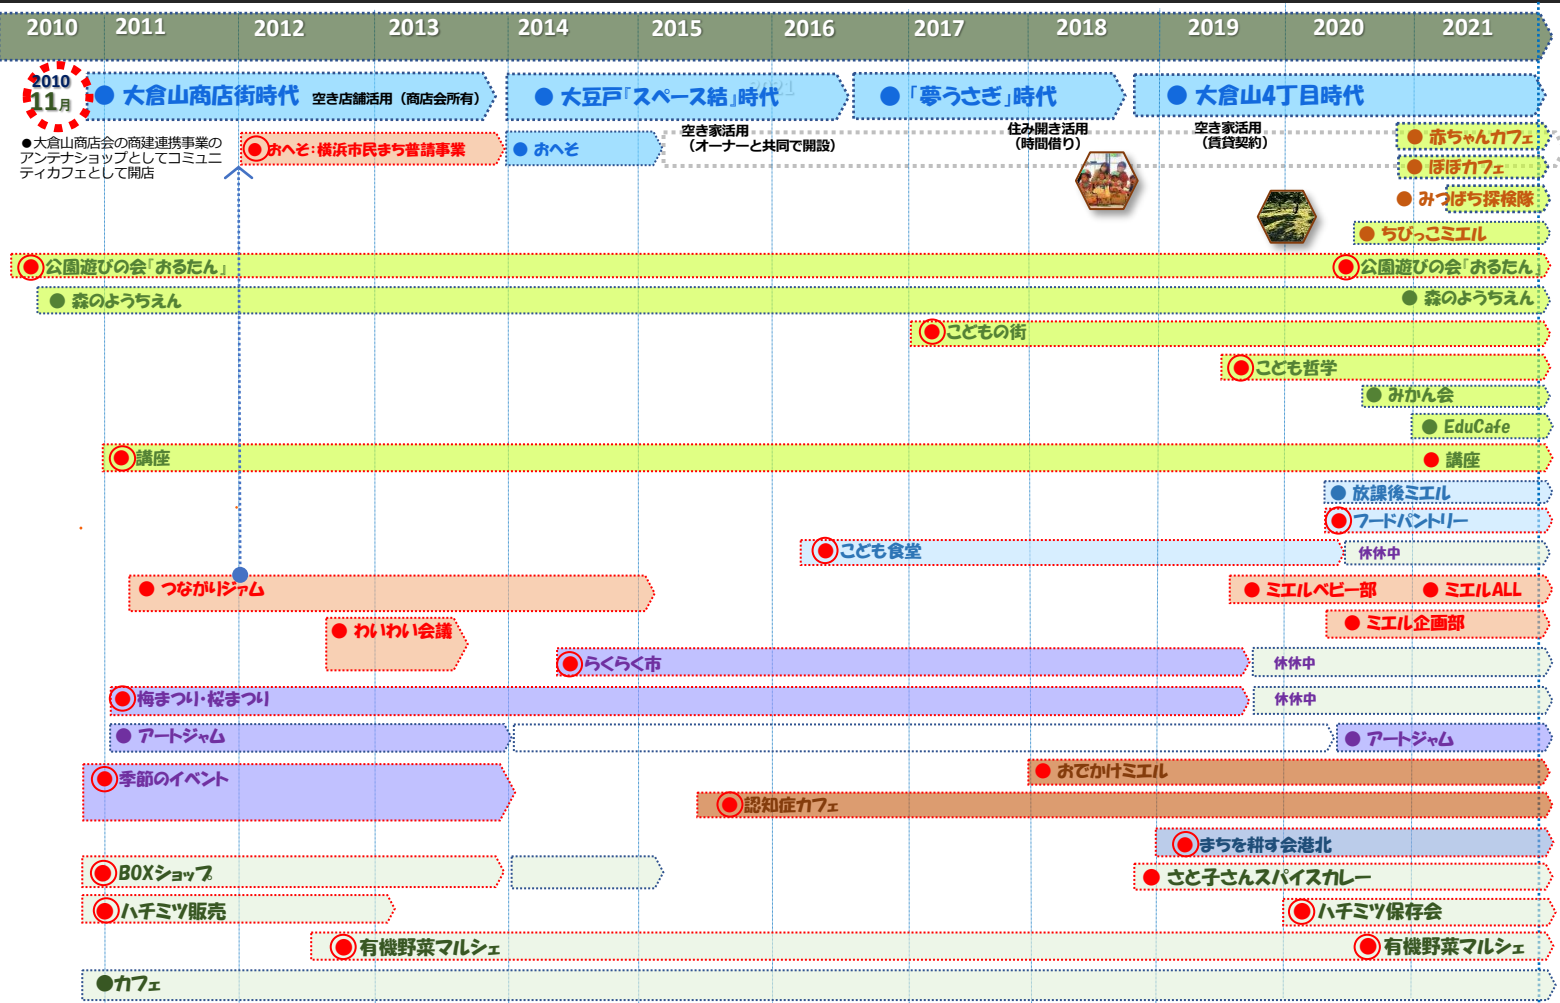 2010 2011 2012 2013 2014 2015 2016 2017 2018 2019 2020 2021
2010
11月
● 大倉山商店街時代 空き店舗活用（商店会所有）
● 大豆戸『スペース結』時代
● 「夢うさぎ」時代
● 大倉山4丁目時代
●大倉山商店会の商建連携事業の
アンテナショップとしてコミュニ
ティカフェとして開店
おへそ：横浜市民まち普請事業
● おへそ
空き家活用
（オーナーと共同で開設）
住み開き活用
（時間借り）
空き家活用
（賃貸契約）
● 赤ちゃんカフェ
● ぽぽカフェ
● みつばち探検隊
● ちびっこミエル
公園遊びの会「おるたん」
公園遊びの会「おるたん」
● 森のようちえん
● 森のようちえん
こどもの街
こども哲学
● みかん会
● EduCafe
講座
● 講座
● 放課後ミエル
フードパントリー
こども食堂
休休中
● つながりジャム
● ミエルベビー部
● ミエルALL
● わいわい会議
● ミエル企画部
らくらく市
休休中
梅まつり・桜まつり
休休中
● アートジャム
● アートジャム
季節のイベント
● おでかけミエル
認知症カフェ
まちを耕す会港北
BOXショップ
● さと子さんスパイスカレー
ハチミツ販売
ハチミツ保存会
有機野菜マルシェ
有機野菜マルシェ
●カフェ